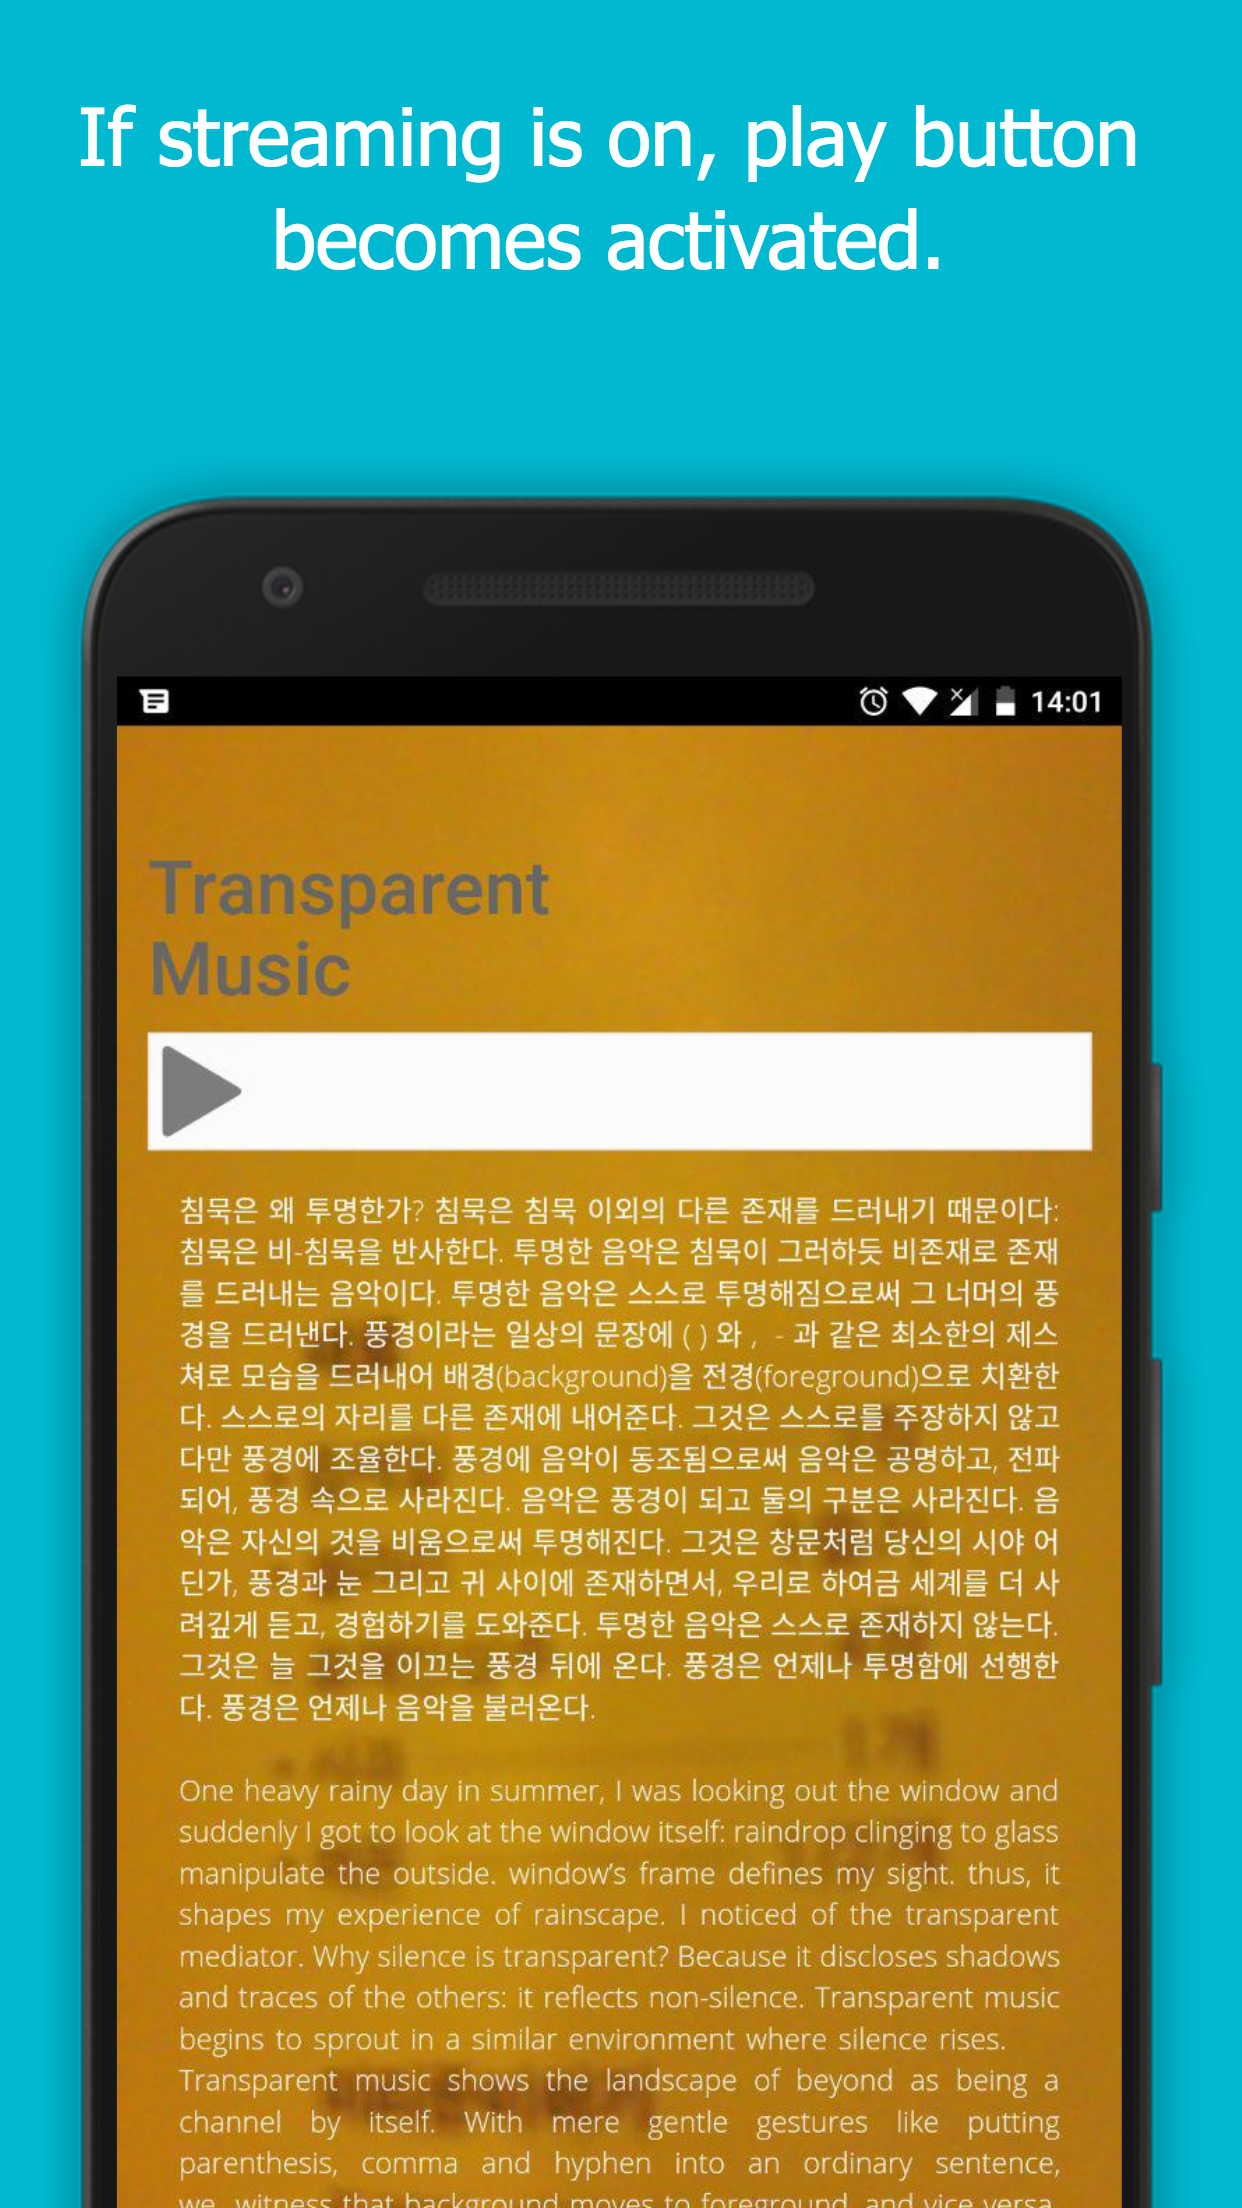 If streaming is on, play button
becomes activated.
14:01
Transparent
Music
침묵은 왜 투명한가? 침묵은 침묵 이외의 다른 존재를 드러내기 때문이다:
침묵은 비-침묵을 반사한다. 투명한 음악은 침묵이 그러하듯 비존재로 존재
를 드러내는 음악이다. 투명한 음악은 스스로 투명해짐으로써 그 너머의 풍
경을 드러낸다. 풍경이라는 일상의 문장에 ( ) 와 , - 과 같은 최소한의 제스
쳐로 모습을 드러내어 배경(background)을 전경(foreground)으로 치환한
다. 스스로의 자리를 다른 존재에 내어준다. 그것은 스스로를 주장하지 않고
다만 풍경에 조율한다. 풍경에 음악이 동조됨으로써 음악은 공명하고, 전파
되어, 풍경 속으로 사라진다. 음악은 풍경이 되고 둘의 구분은 사라진다. 음
악은 자신의 것을 비움으로써 투명해진다. 그것은 창문처럼 당신의 시야 어
딘가, 풍경과 눈 그리고 귀 사이에 존재하면서, 우리로 하여금 세계를 더 사
려깊게 듣고, 경험하기를 도와준다. 투명한 음악은 스스로 존재하지 않는다.
그것은 늘 그것을 이끄는 풍경 뒤에 온다. 풍경은 언제나 투명함에 선행한
다. 풍경은 언제나 음악을 불러온다.
One heavy rainy day in summer, I was looking out the window and
suddenly I got to look at the window itself: raindrop clinging to glass
manipulate the outside. window's frame defines my sight. thus, it
shapes my experience of rainscape. I noticed of the transparent
mediator. Why silence is transparent? Because it discloses shadows
and traces of the others: it reflects non-silence. Transparent music
begins to sprout in a similar environment where silence rises.
Transparent music shows the landscape of beyond as being a
channel by itself. With mere gentle gestures like putting
parenthesis, comma and hyphen into an ordinary sentence,
we witness that background moves to foreground, and vice versa.